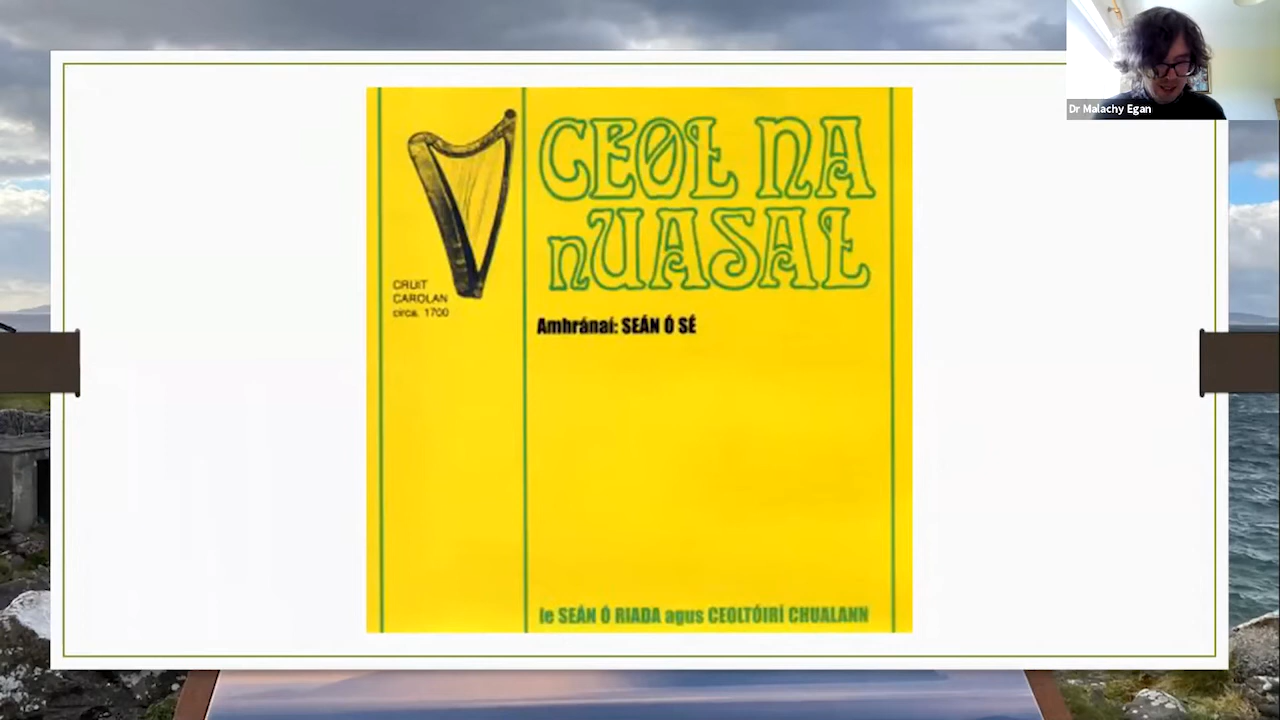 Dr Malachy Egan
CEOL NA
nUASAL
CRUIT
CAROLAN
circa. 1700
Amhránaí: SEÁN Ó SÉ
le SEÁN Ó RIADA agus CEOLTÓIRÍ CHUALANN